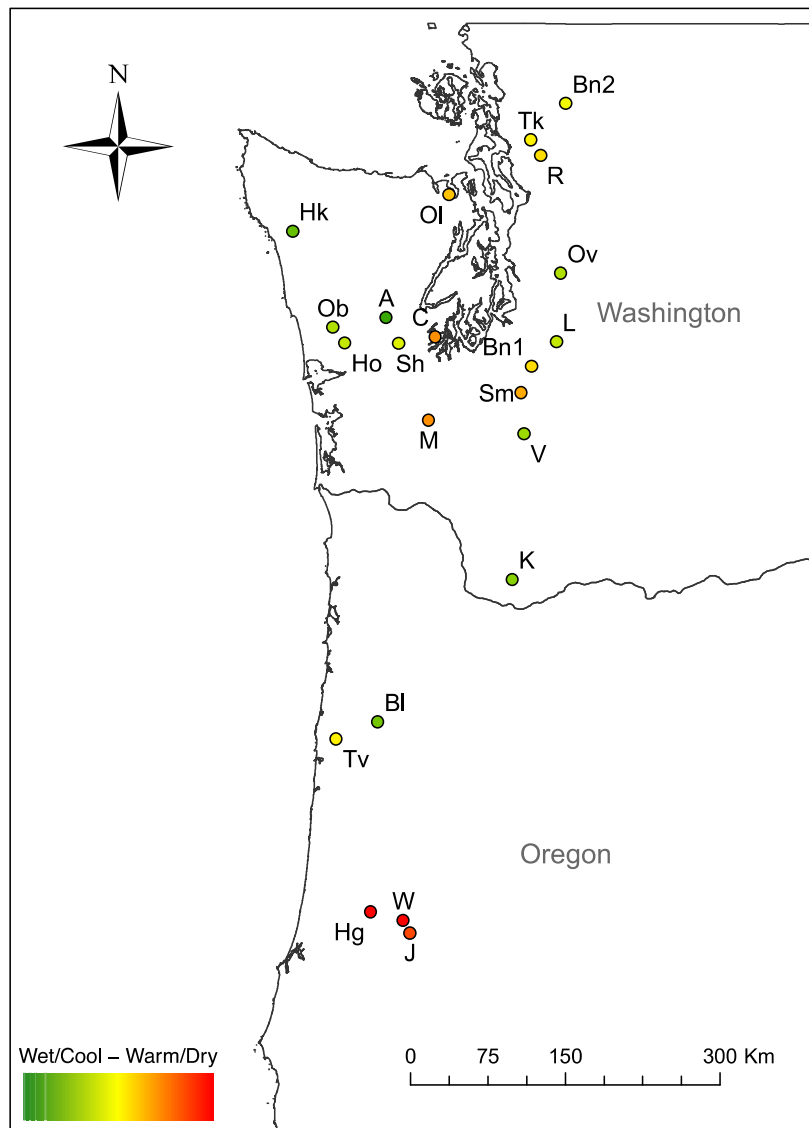 N
Bn2
Tk
R
Ol
Hk
Ov
Washington
A
C
Ob
L
Ho
Sh
Bn1
Sm
M
V
K
Bl
Tv
Oregon
W
Hg
J
Wet/Cool – Warm/Dry
0 75 150 300 Km